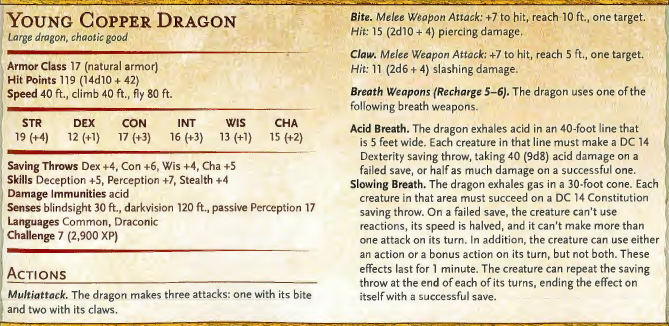 YOUNG COPPER DRAGON
Large dragon, chaotic good
Armor Class 17 (natural armor)
Hit Points 119 (14d10 + 42)
Speed 40 ft., climb 40 ft., fly 80 ft.
STR DEX CON INT WIS CHA
19 (+4) 12 (+1) 17 (+3) 16 (+3) 13 (+1) 15 (+2)
Saving Throws Dex +4, Con +6, Wis +4, Cha +5
Skills Deception +5, Perception +7, Stealth +4
Damage Immunities acid
Senses blindsight 30 ft., darkvision 120 ft., passive Perception 17
Languages Common, Draconic
Challenge 7 (2,900 XP)
ACTIONS
Multiattack. The dragon makes three attacks: one with its bite
and two with its claws.
Bite. Melee Weapon Attack: +7 to hit, reach 10 ft., one target.
Hit: 15 (2d10 + 4) piercing damage.
Claw. Melee Weapon Attack: +7 to hit, reach 5 ft., one target.
Hit: 11 (2d6 + 4) slashing damage.
Breath Weapons (Recharge 5–6). The dragon uses one of the
following breath weapons.
Acid Breath. The dragon exhales acid in an 40-foot line that
is 5 feet wide. Each creature in that line must make a DC 14
Dexterity saving throw, taking 40 (9d8) acid damage on a
failed save, or half as much damage on a successful one.
Slowing Breath. The dragon exhales gas in a 30-foot cone. Each
creature in that area must succeed on a DC 14 Constitution
saving throw. On a failed save, the creature can't use
reactions, its speed is halved, and it can't make more than
one attack on its turn. In addition, the creature can use either
an action or a bonus action on its turn, but not both. These
effects last for 1 minute. The creature can repeat the saving
throw at the end of each of its turns, ending the effect on
itself with a successful save.